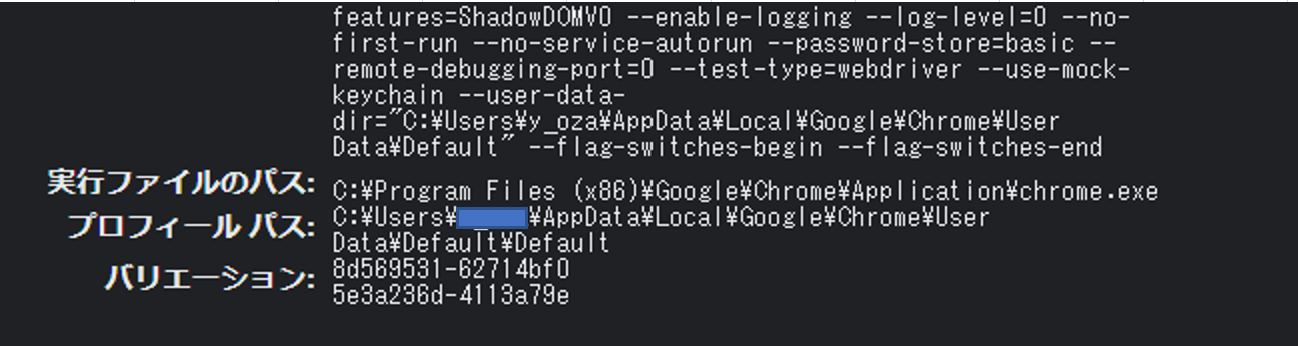 features=ShadowDOMV0 --enable-logging --log-level=0 --no-
first-run --no-service-autorun --password-store=basic --
remote-debugging-port=0 --test-type=webdriver --use-mock-
keychain --user-data-
dir="C:¥Users¥y_oza¥AppData¥Local¥Google¥Chrome¥User
Data¥Default" --flag-switches-begin --flag-switches-end
実行ファイルのパス: C:¥Program Files (x86)¥Google¥Chrome¥Application¥chrome.exe
プロフィール パス: C:¥Users¥ ¥AppData¥Local¥Google¥Chrome¥User
Data¥Default¥Default
バリエーション: 8d569531-62714bf0
5e3a236d-4113a79e